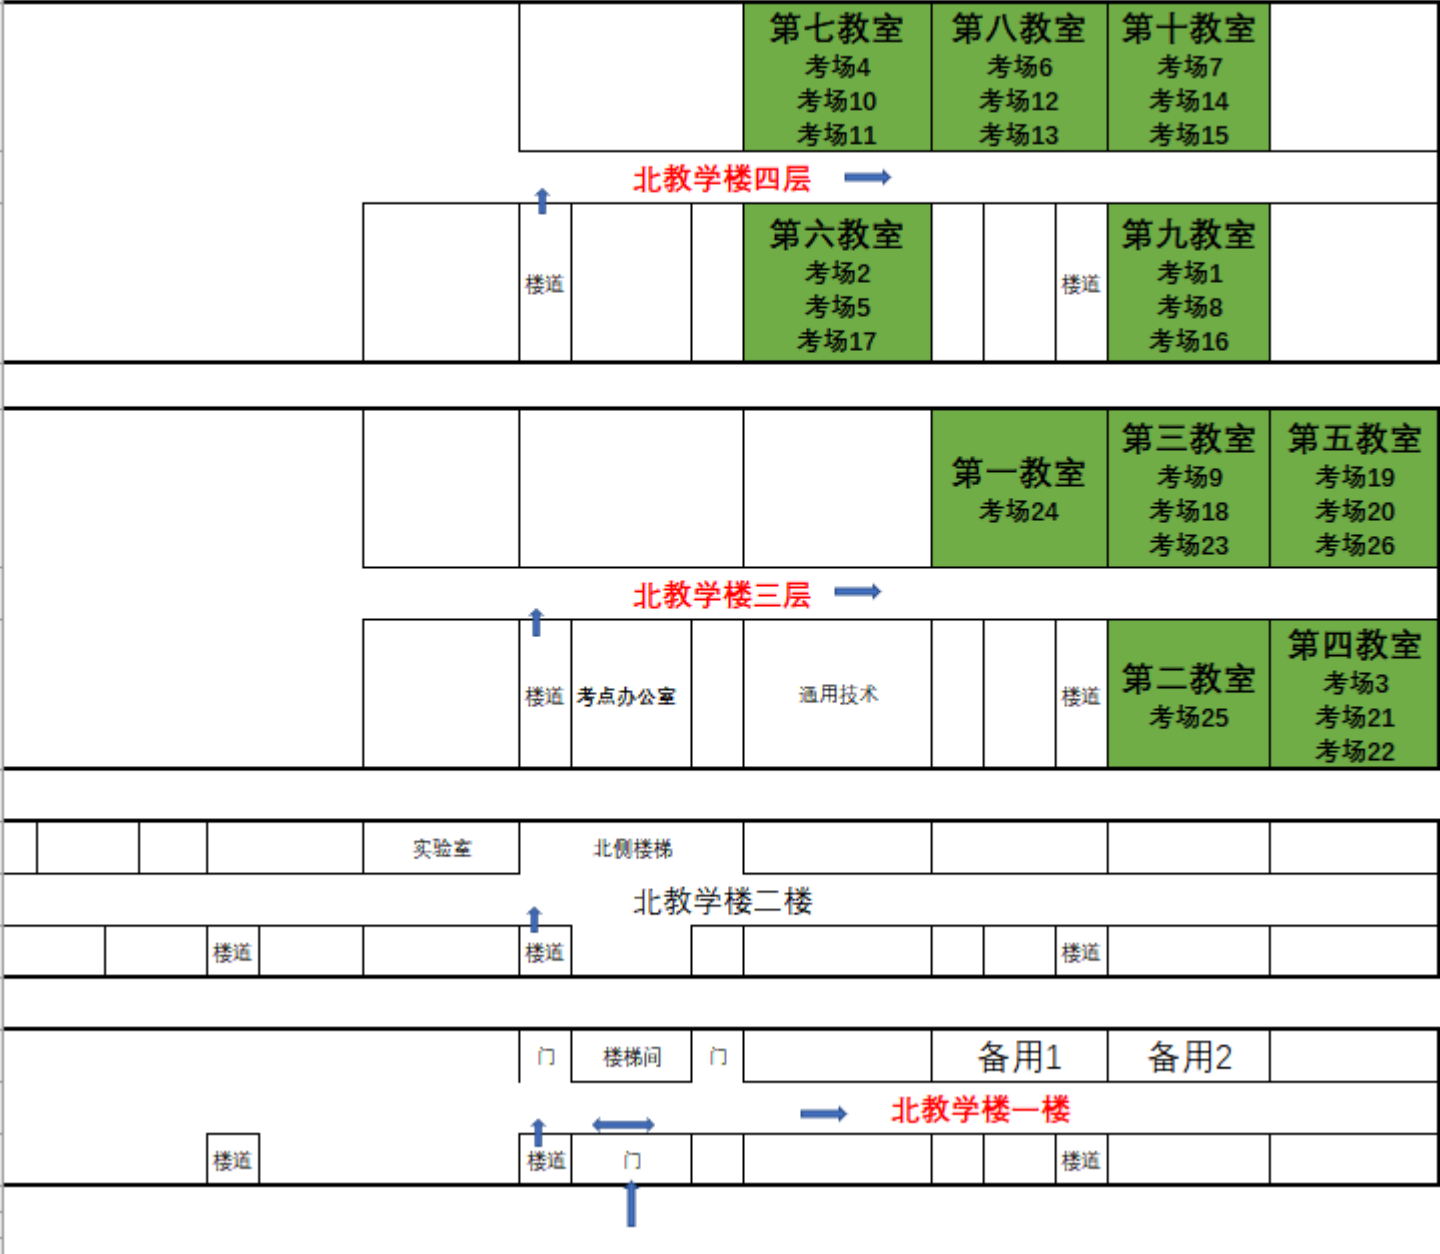 第七教室 第八教室 第十教室
考场4 考场6 考场7
考场10 考场12 考场14
考场11 考场13 考场15
北教学楼四层
第六教室 第九教室
考场2 考场1
楼道 楼道
考场5 考场8
考场17 考场16
第三教室 第五教室
第一教室
考场9 考场19
考场24 考场18 考场20
考场23 考场26
北教学楼三层
第四教室
第二教室
考场3
楼道 考点办公室 通用技术 楼道
考场25 考场21
考场22
实验室 北侧楼梯
北教学楼二楼
楼道 楼道 楼道
门 楼梯间 门 备用1 备用2
北教学楼一楼
楼道 楼道 门 楼道